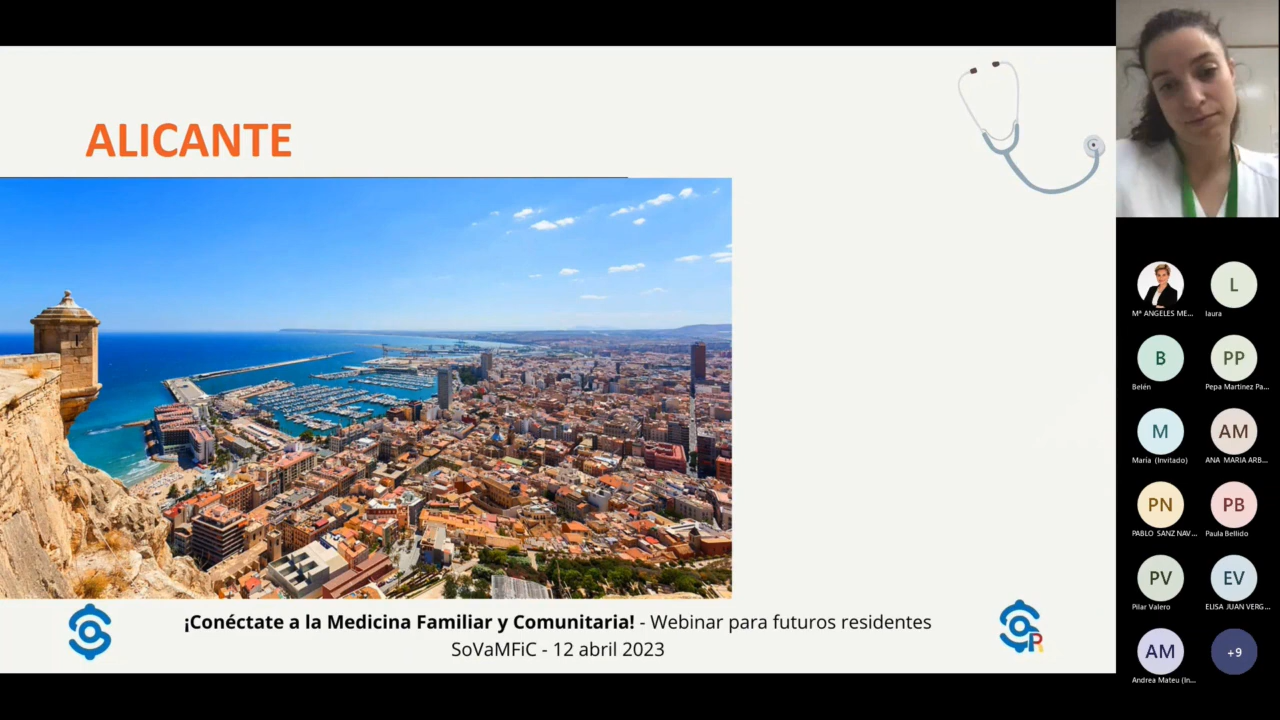 ALICANTE
¡Conéctate a la Medicina Familiar y Comunitaria! - Webinar para futuros residentes
SoVaMFiC - 12 abril 2023
R
Mª ANGELES ME...
L
laura
B
Belén
PP
Pepa Martinez Pa...
M
María (Invitado)
AM
ANA MARIA ARB...
PN
PABLO SANZ NAV...
PB
Paula Bellido
PV
Pilar Valero
EV
ELISA JUAN VERG...
AM
Andrea Mateu (In...
+9